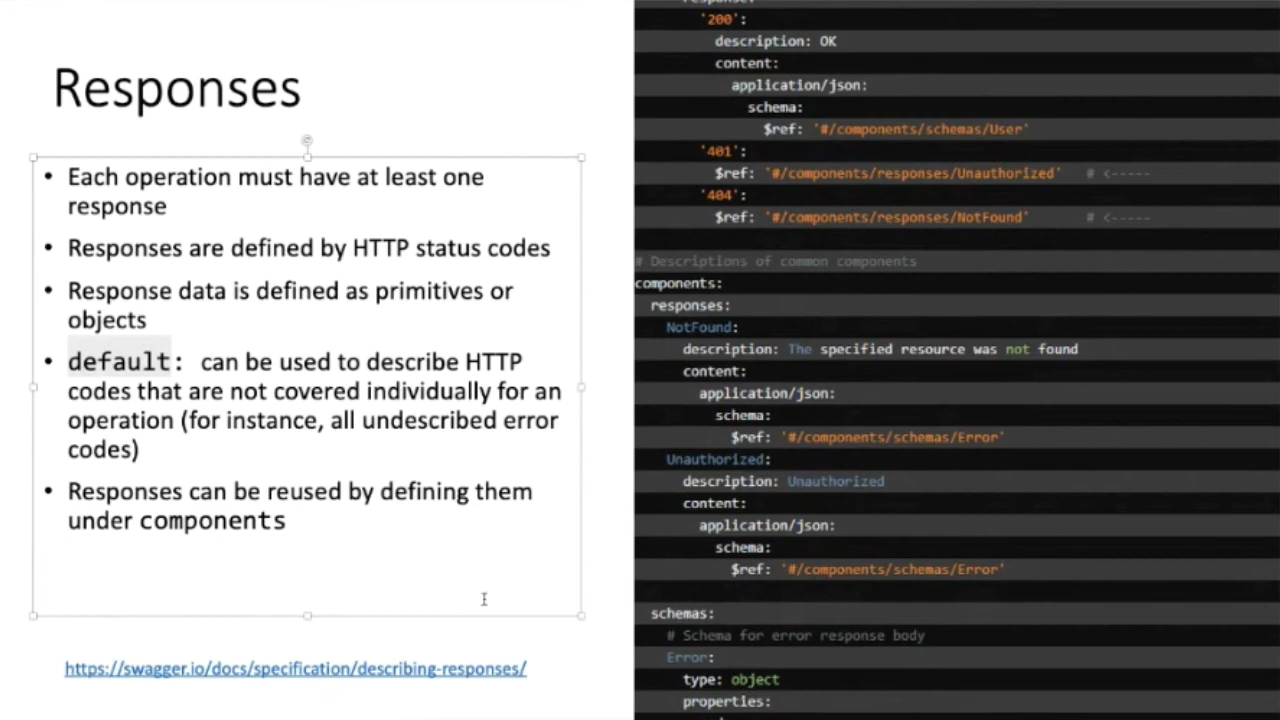 Responses
• Each operation must have at least one
response
• Responses are defined by HTTP status codes
• Response data is defined as primitives or
objects
• default: can be used to describe HTTP
codes that are not covered individually for an
operation (for instance, all undescribed error
codes)
• Responses can be reused by defining them
under components
https://swagger.io/docs/specification/describing-responses/
'200':
description: OK
content:
application/json:
schema:
$ref: '#/components/schemas/User'
'401':
$ref: '#/components/responses/Unauthorized' # <-----
'404':
$ref: '#/components/responses/NotFound' # <-----
# Descriptions of common components
components:
responses:
NotFound:
description: The specified resource was not found
content:
application/json:
schema:
$ref: '#/components/schemas/Error'
Unauthorized:
description: Unauthorized
content:
application/json:
schema:
$ref: '#/components/schemas/Error'
schemas:
# Schema for error response body
Error:
type: object
properties: